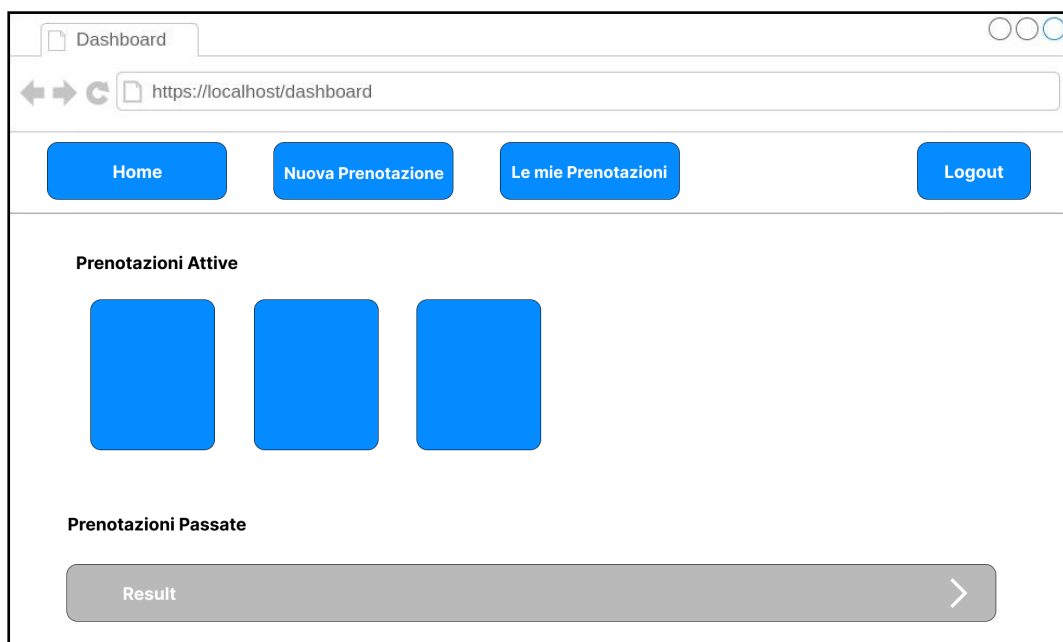 Dashboard
https://localhost/dashboard
Home
Nuova Prenotazione
Le mie Prenotazioni
Logout
Prenotazioni Attive
Prenotazioni Passate
Result